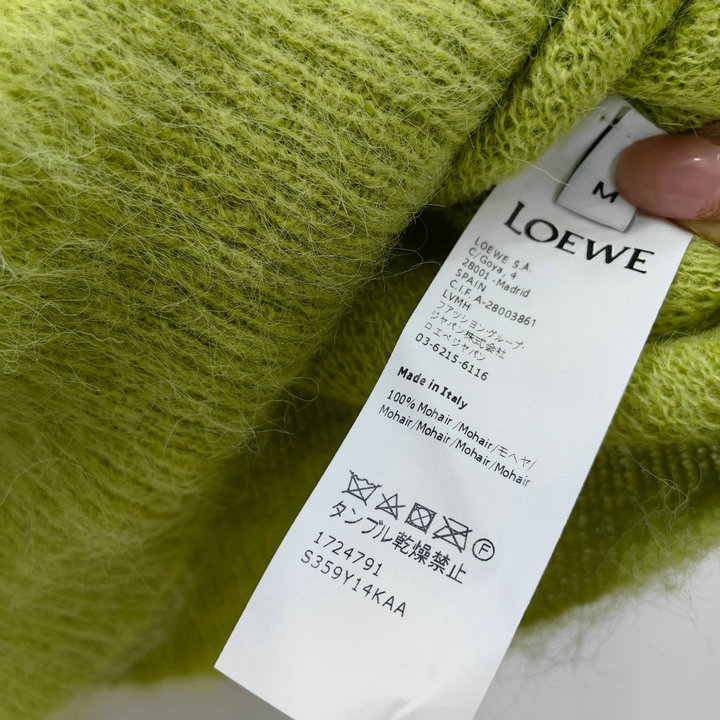 M
LOEWE
LOEWE S.A.
C/Goya, 4
28001 -Madrid
SPAIN
C.I.F. A-28003861
LVMH
ファッショングループ・
ジャパン株式会社
ロエベジャパン
03-6215-6116
Made in Italy
100% Mohair /Mohair/モヘヤ/
Mohair/Mohair/Mohair/Mohair
F
タンブル乾燥禁止
1724791
S359Y14KAA